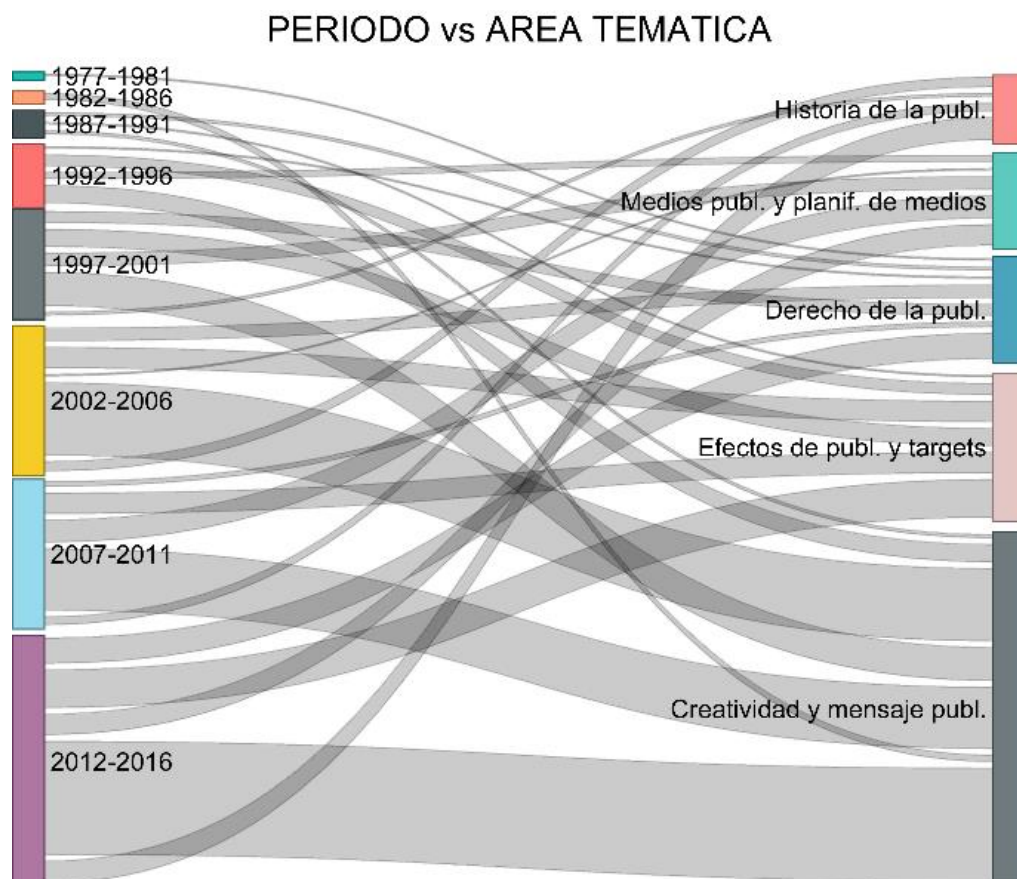 PERIODO vs AREA TEMATICA
1977-1981
1982-1986
1987-1991
1992-1996
1997-2001
2002-2006
2007-2011
2012-2016
Historia de la publ.
Medios publ. y planif. de medios
Derecho de la publ.
Efectos de publ. y targets
Creatividad y mensaje publ.